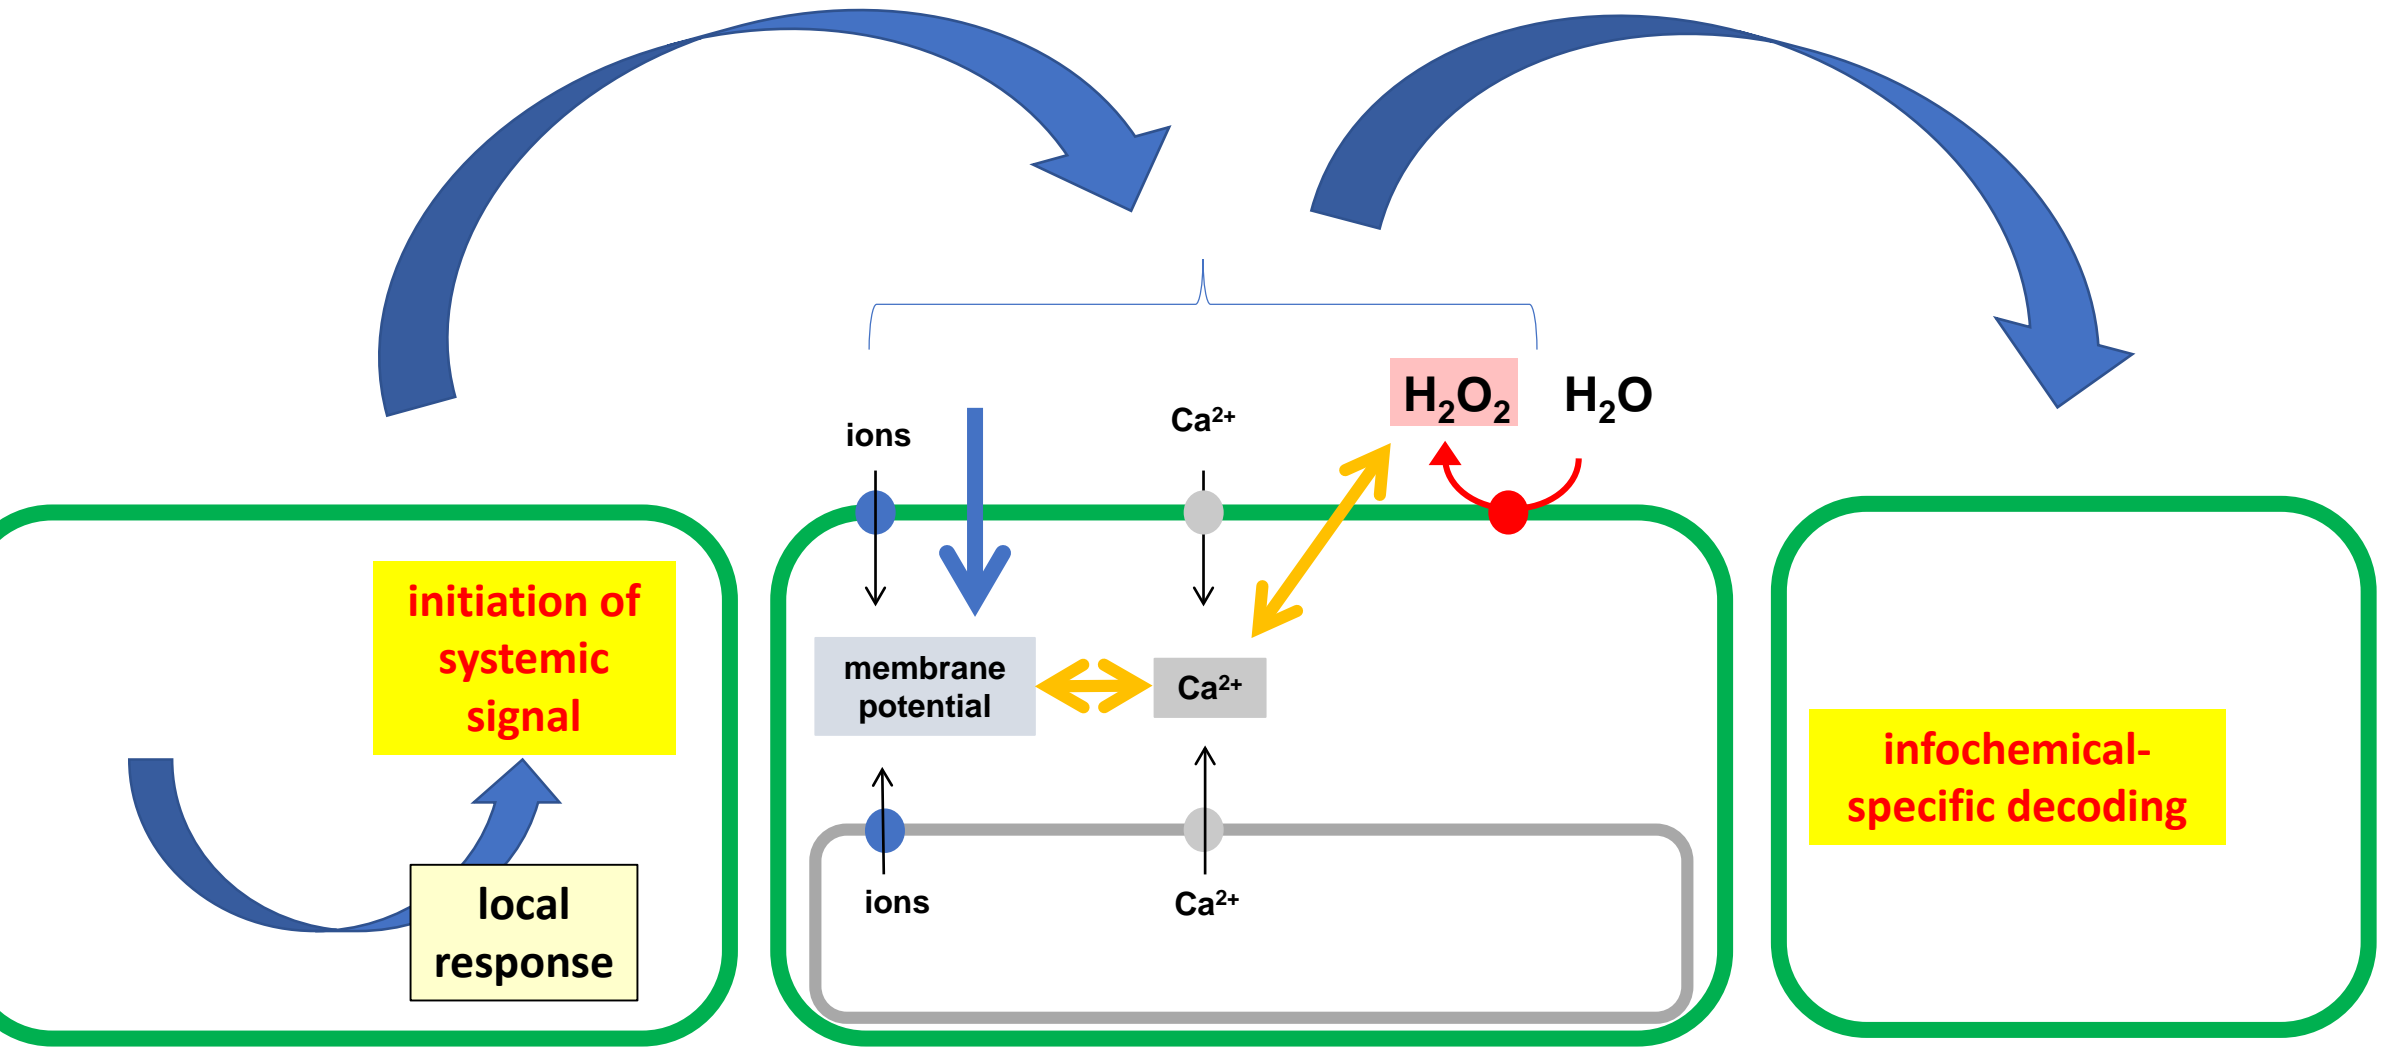 initiation of
systemic
signal
local
response
ions
Ca²⁺
H₂O₂
H₂O
membrane
potential
Ca²⁺
ions
Ca²⁺
infochemical-
specific decoding